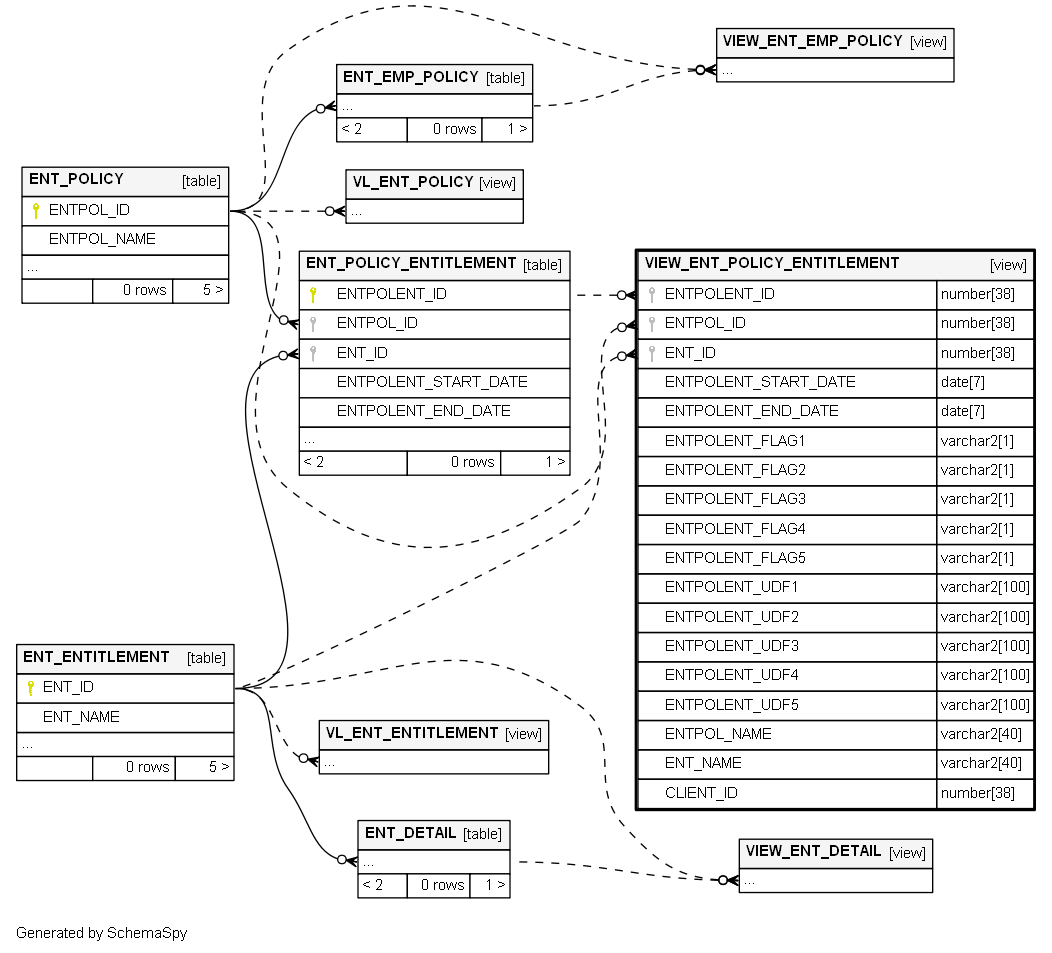 VIEW_ENT_EMP_POLICY [view]
...
ENT_EMP_POLICY [table]
...
< 2 0 rows 1 >
ENT_POLICY [table]
ENTPOL_ID
ENTPOL_NAME
...
0 rows 5 >
VL_ENT_POLICY [view]
...
ENT_POLICY_ENTITLEMENT [table]
ENTPOLENT_ID
ENTPOL_ID
ENT_ID
ENTPOLENT_START_DATE
ENTPOLENT_END_DATE
...
< 2 0 rows 1 >
VIEW_ENT_POLICY_ENTITLEMENT [view]
ENTPOLENT_ID number[38]
ENTPOL_ID number[38]
ENT_ID number[38]
ENTPOLENT_START_DATE date[7]
ENTPOLENT_END_DATE date[7]
ENTPOLENT_FLAG1 varchar2[1]
ENTPOLENT_FLAG2 varchar2[1]
ENTPOLENT_FLAG3 varchar2[1]
ENTPOLENT_FLAG4 varchar2[1]
ENTPOLENT_FLAG5 varchar2[1]
ENTPOLENT_UDF1 varchar2[100]
ENTPOLENT_UDF2 varchar2[100]
ENTPOLENT_UDF3 varchar2[100]
ENTPOLENT_UDF4 varchar2[100]
ENTPOLENT_UDF5 varchar2[100]
ENTPOL_NAME varchar2[40]
ENT_NAME varchar2[40]
CLIENT_ID number[38]
ENT_ENTITLEMENT [table]
ENT_ID
ENT_NAME
...
0 rows 5 >
VL_ENT_ENTITLEMENT [view]
...
ENT_DETAIL [table]
...
< 2 0 rows 1 >
VIEW_ENT_DETAIL [view]
...
Generated by SchemaSpy